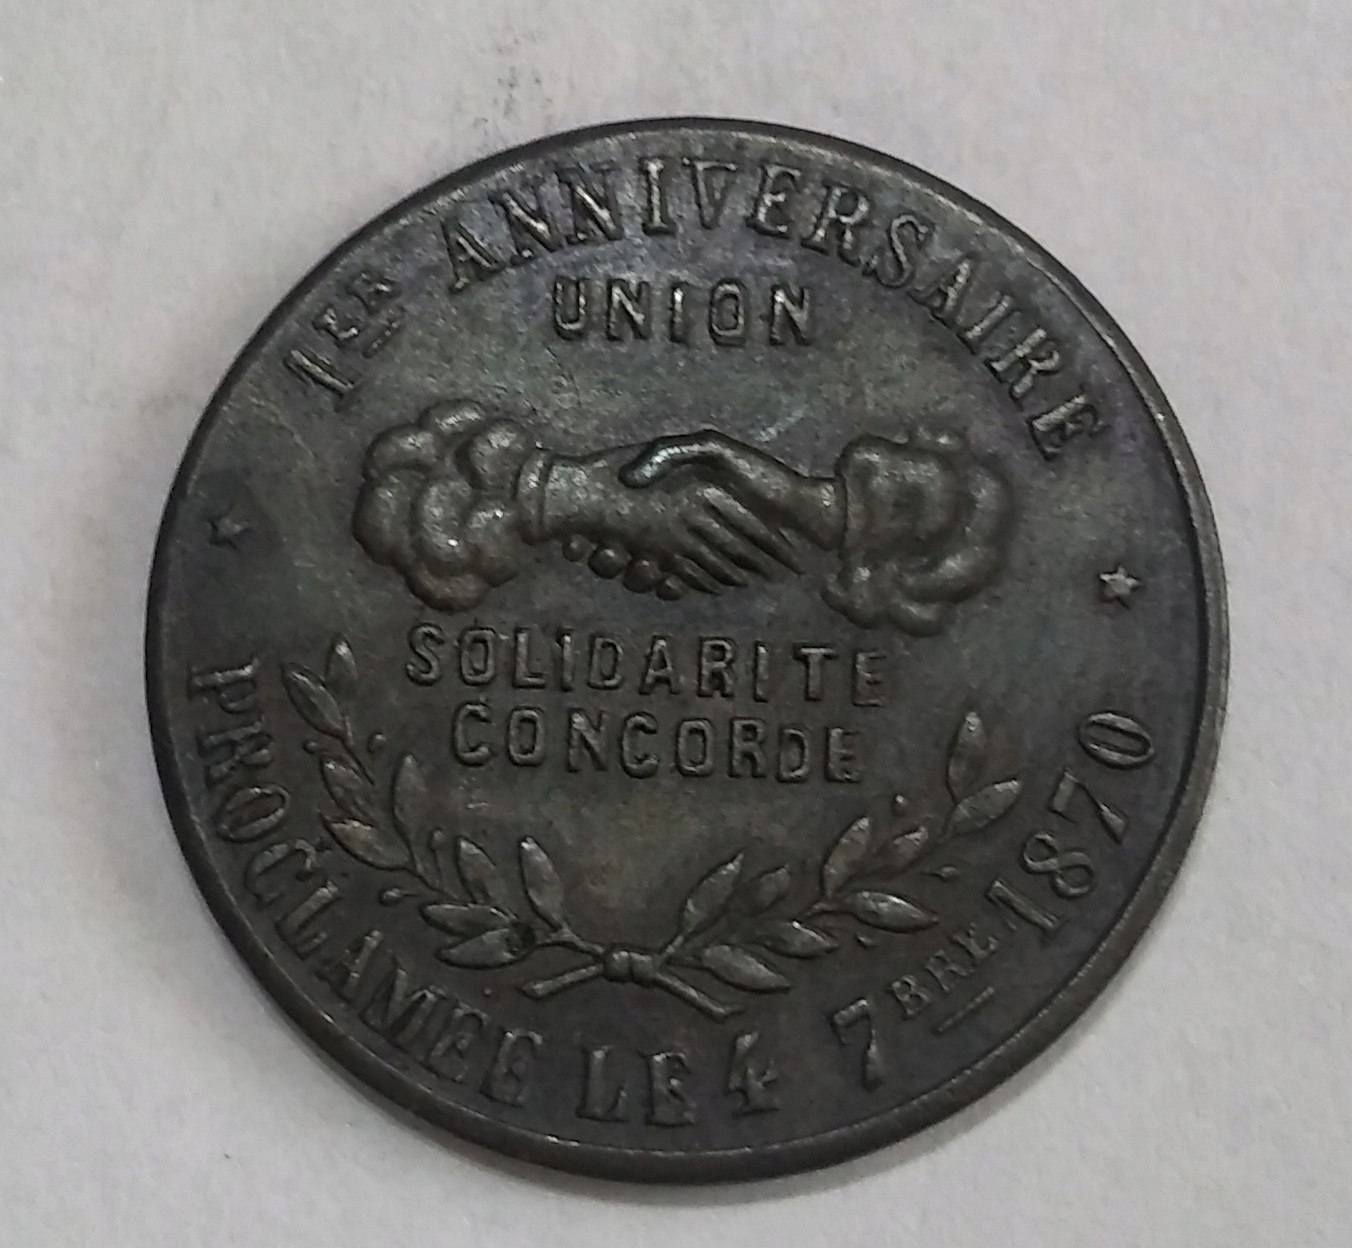 1ER ANNIVERSAIRE
UNION
SOLIDARITE
CONCORDE
PROCLAMEE LE 4 7BRE 1870